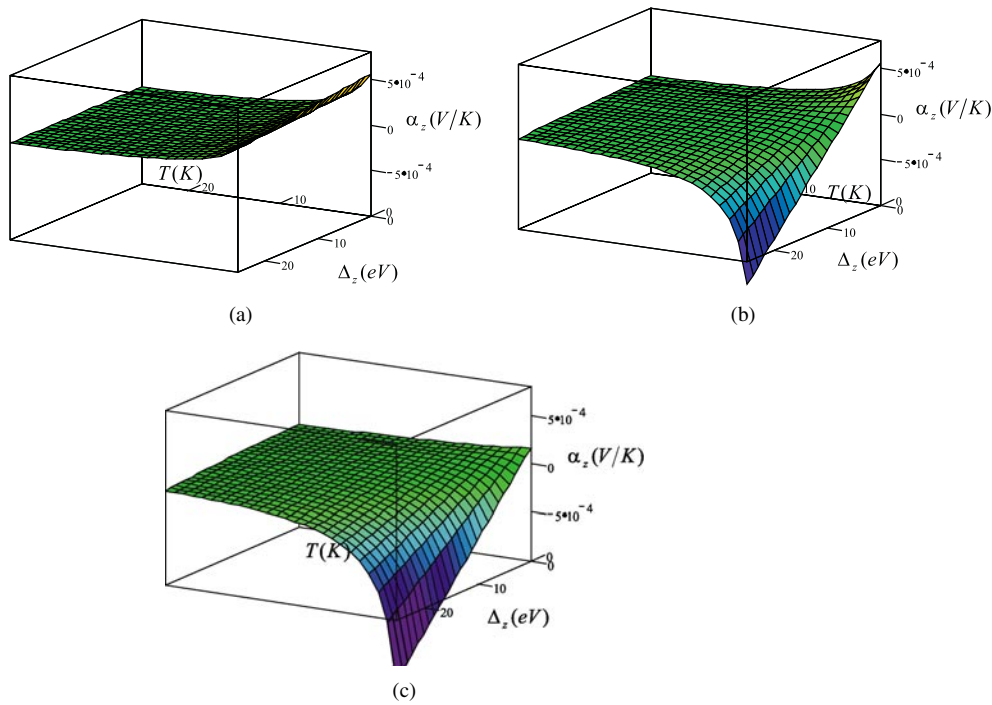 5•10⁻⁴
α_z (V/K)
0
−5•10⁻⁴
T(K)
20
10
0
0
10
20
Δ_z (eV)
(a)
5•10⁻⁴
α_z (V/K)
0
−5•10⁻⁴
10
T(K)
0
0
10
20
Δ_z (eV)
(b)
5•10⁻⁴
α_z (V/K)
0
−5•10⁻⁴
T(K)
0
0
10
20
Δ_z (eV)
(c)